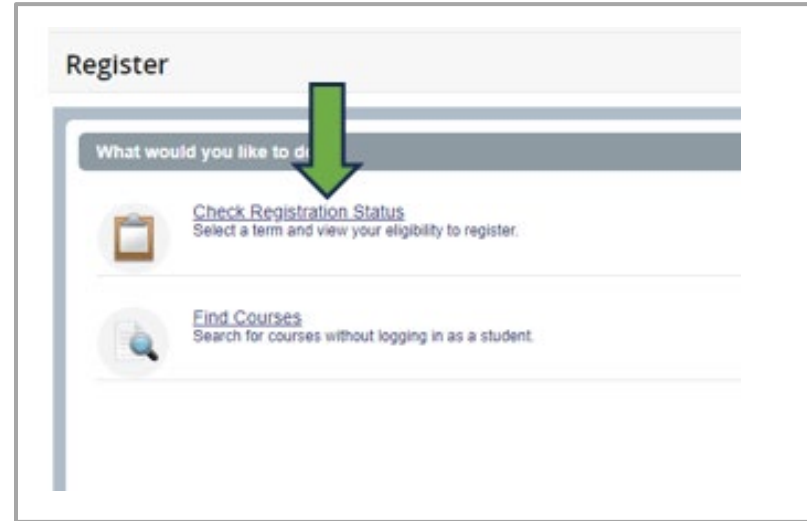 Register
What would you like to d
Check Registration Status
Select a term and view your eligibility to register.
Find Courses
Search for courses without logging in as a student.